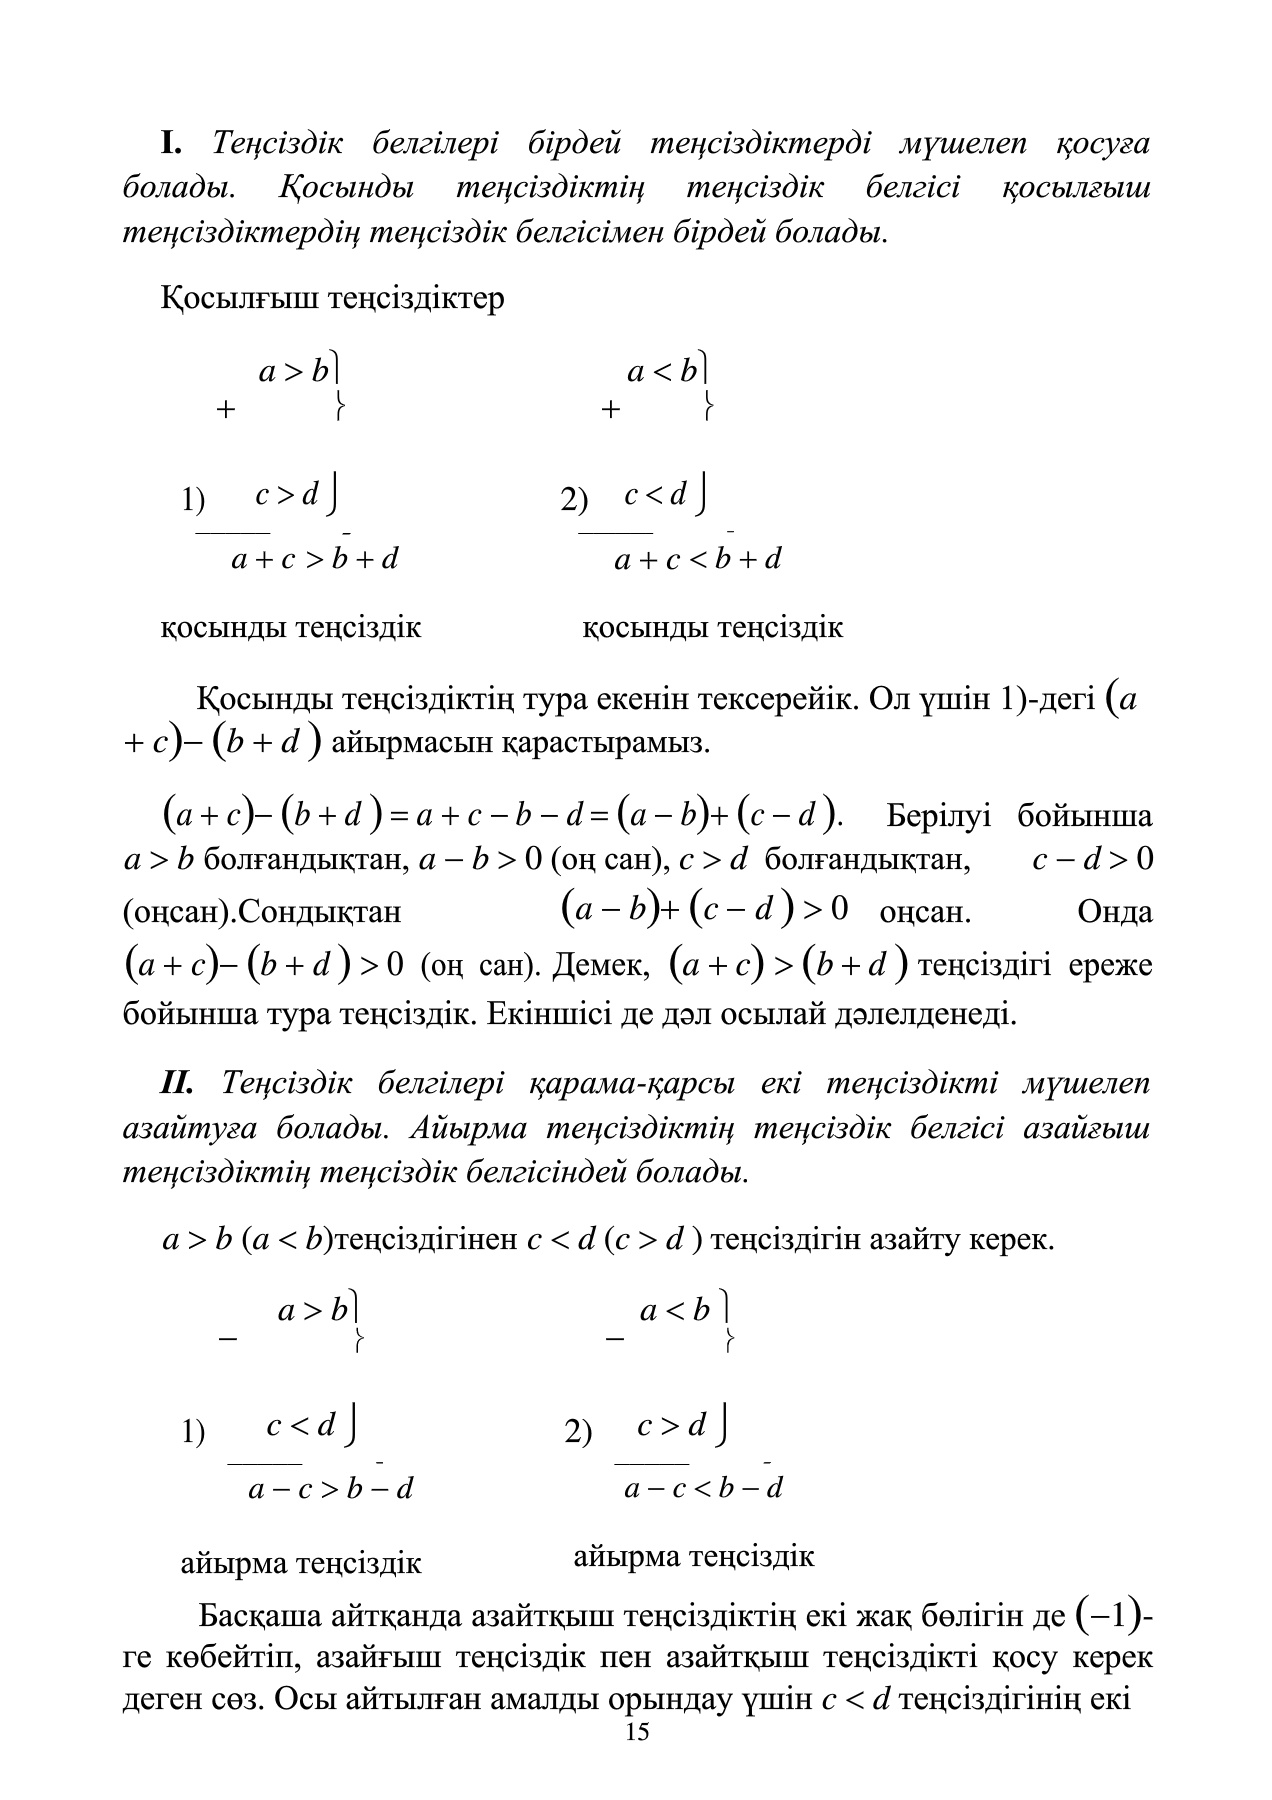 I. Теңсіздік белгілері бірдей теңсіздіктерді мүшелеп қосуға
болады. Қосынды теңсіздіктің теңсіздік белгісі қосылғыш
теңсіздіктердің теңсіздік белгісімен бірдей болады.
Қосылғыш теңсіздіктер
a > b⎫ a < b⎫
+ ⎬ + ⎬
1) c > d⎭ 2) c < d⎭
_____ - _____ -
a + c > b + d a + c < b + d
қосынды теңсіздік қосынды теңсіздік
Қосынды теңсіздіктің тура екенін тексерейік. Ол үшін 1)-дегі (a
+ c)– (b + d ) айырмасын қарастырамыз.
(a + c)– (b + d ) = a + c – b – d = (a – b)+ (c – d ). Берілуі бойынша
a > b болғандықтан, a – b > 0 (оң сан), c > d болғандықтан, c – d > 0
(оңсан).Сондықтан (a – b)+ (c – d ) > 0 оңсан. Онда
(a + c)– (b + d ) > 0 (оң сан). Демек, (a + c) > (b + d ) теңсіздігі ереже
бойынша тура теңсіздік. Екіншісі де дәл осылай дәлелденеді.
II. Теңсіздік белгілері қарама-қарсы екі теңсіздікті мүшелеп
азайтуға болады. Айырма теңсіздіктің теңсіздік белгісі азайғыш
теңсіздіктің теңсіздік белгісіндей болады.
a > b (a < b)теңсіздігінен c < d (c > d ) теңсіздігін азайту керек.
a > b⎫ a < b ⎫
– ⎬ – ⎬
1) c < d⎭ 2) c > d⎭
_____ - _____ -
a – c > b – d a – c < b – d
айырма теңсіздік айырма теңсіздік
Басқаша айтқанда азайтқыш теңсіздіктің екі жақ бөлігін де (–1)-
ге көбейтіп, азайғыш теңсіздік пен азайтқыш теңсіздікті қосу керек
деген сөз. Осы айтылған амалды орындау үшін c < d теңсіздігінің екі
15